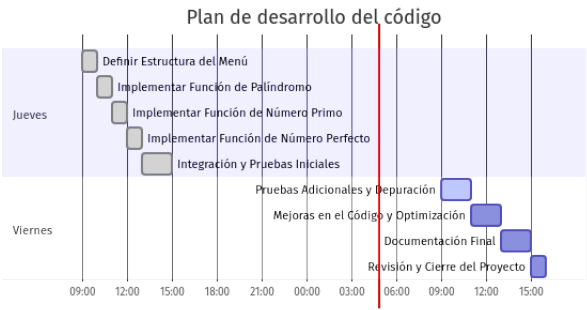 Plan de desarrollo del código
Jueves
Definir Estructura del Menú
Implementar Función de Palíndromo
Implementar Función de Número Primo
Implementar Función de Número Perfecto
Integración y Pruebas Iniciales
Viernes
Pruebas Adicionales y Depuración
Mejoras en el Código y Optimización
Documentación Final
Revisión y Cierre del Proyecto
09:00 12:00 15:00 18:00 21:00 00:00 03:00 06:00 09:00 12:00 15:00